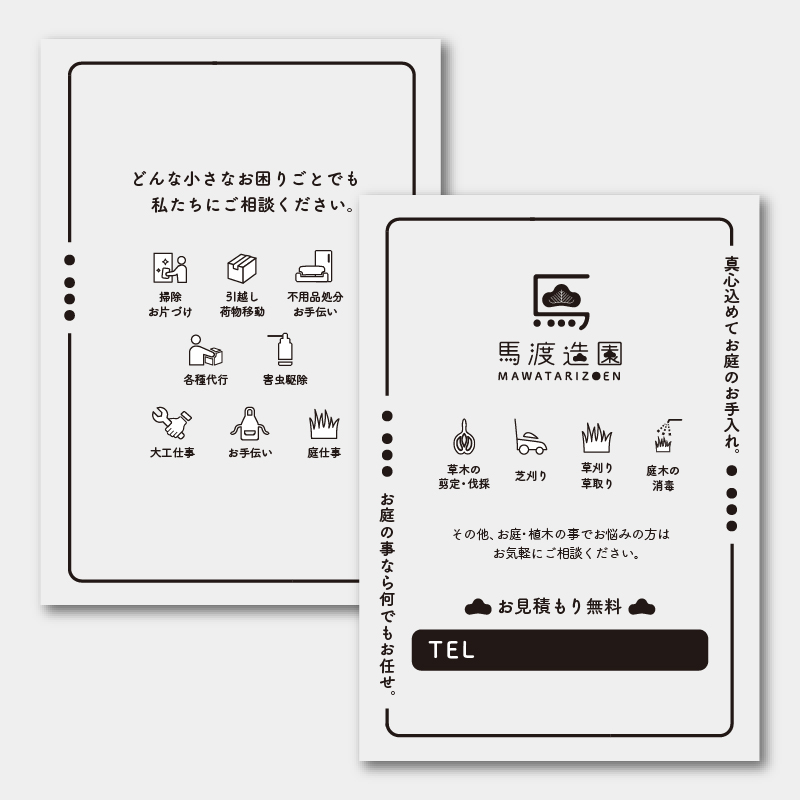 どんな小さなお困りごとでも
私たちにご相談ください。
掃除
お片づけ
引越し
荷物移動
不用品処分
お手伝い
各種代行
害虫駆除
大工仕事
お手伝い
庭仕事
真心込めてお庭のお手入れ。
馬渡造園
MAWATARIZOEN
草木の
剪定・伐採
芝刈り
草刈り
草取り
庭木の
消毒
その他、お庭・植木の事でお悩みの方は
お気軽にご相談ください。
お見積もり無料
TEL
お庭の事なら何でもお任せ。